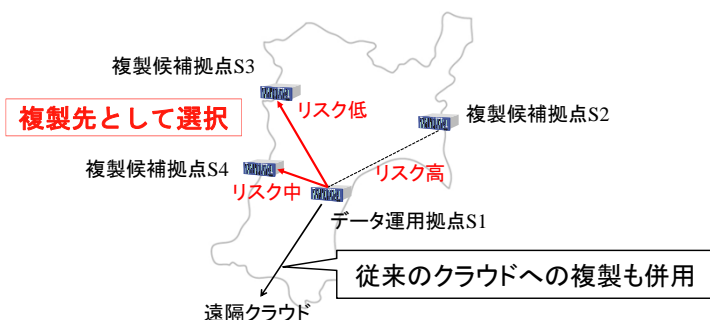 複製候補拠点S3
リスク低
複製先として選択
複製候補拠点S2
複製候補拠点S4
リスク中
リスク高
データ運用拠点S1
従来のクラウドへの複製も併用
遠隔クラウド